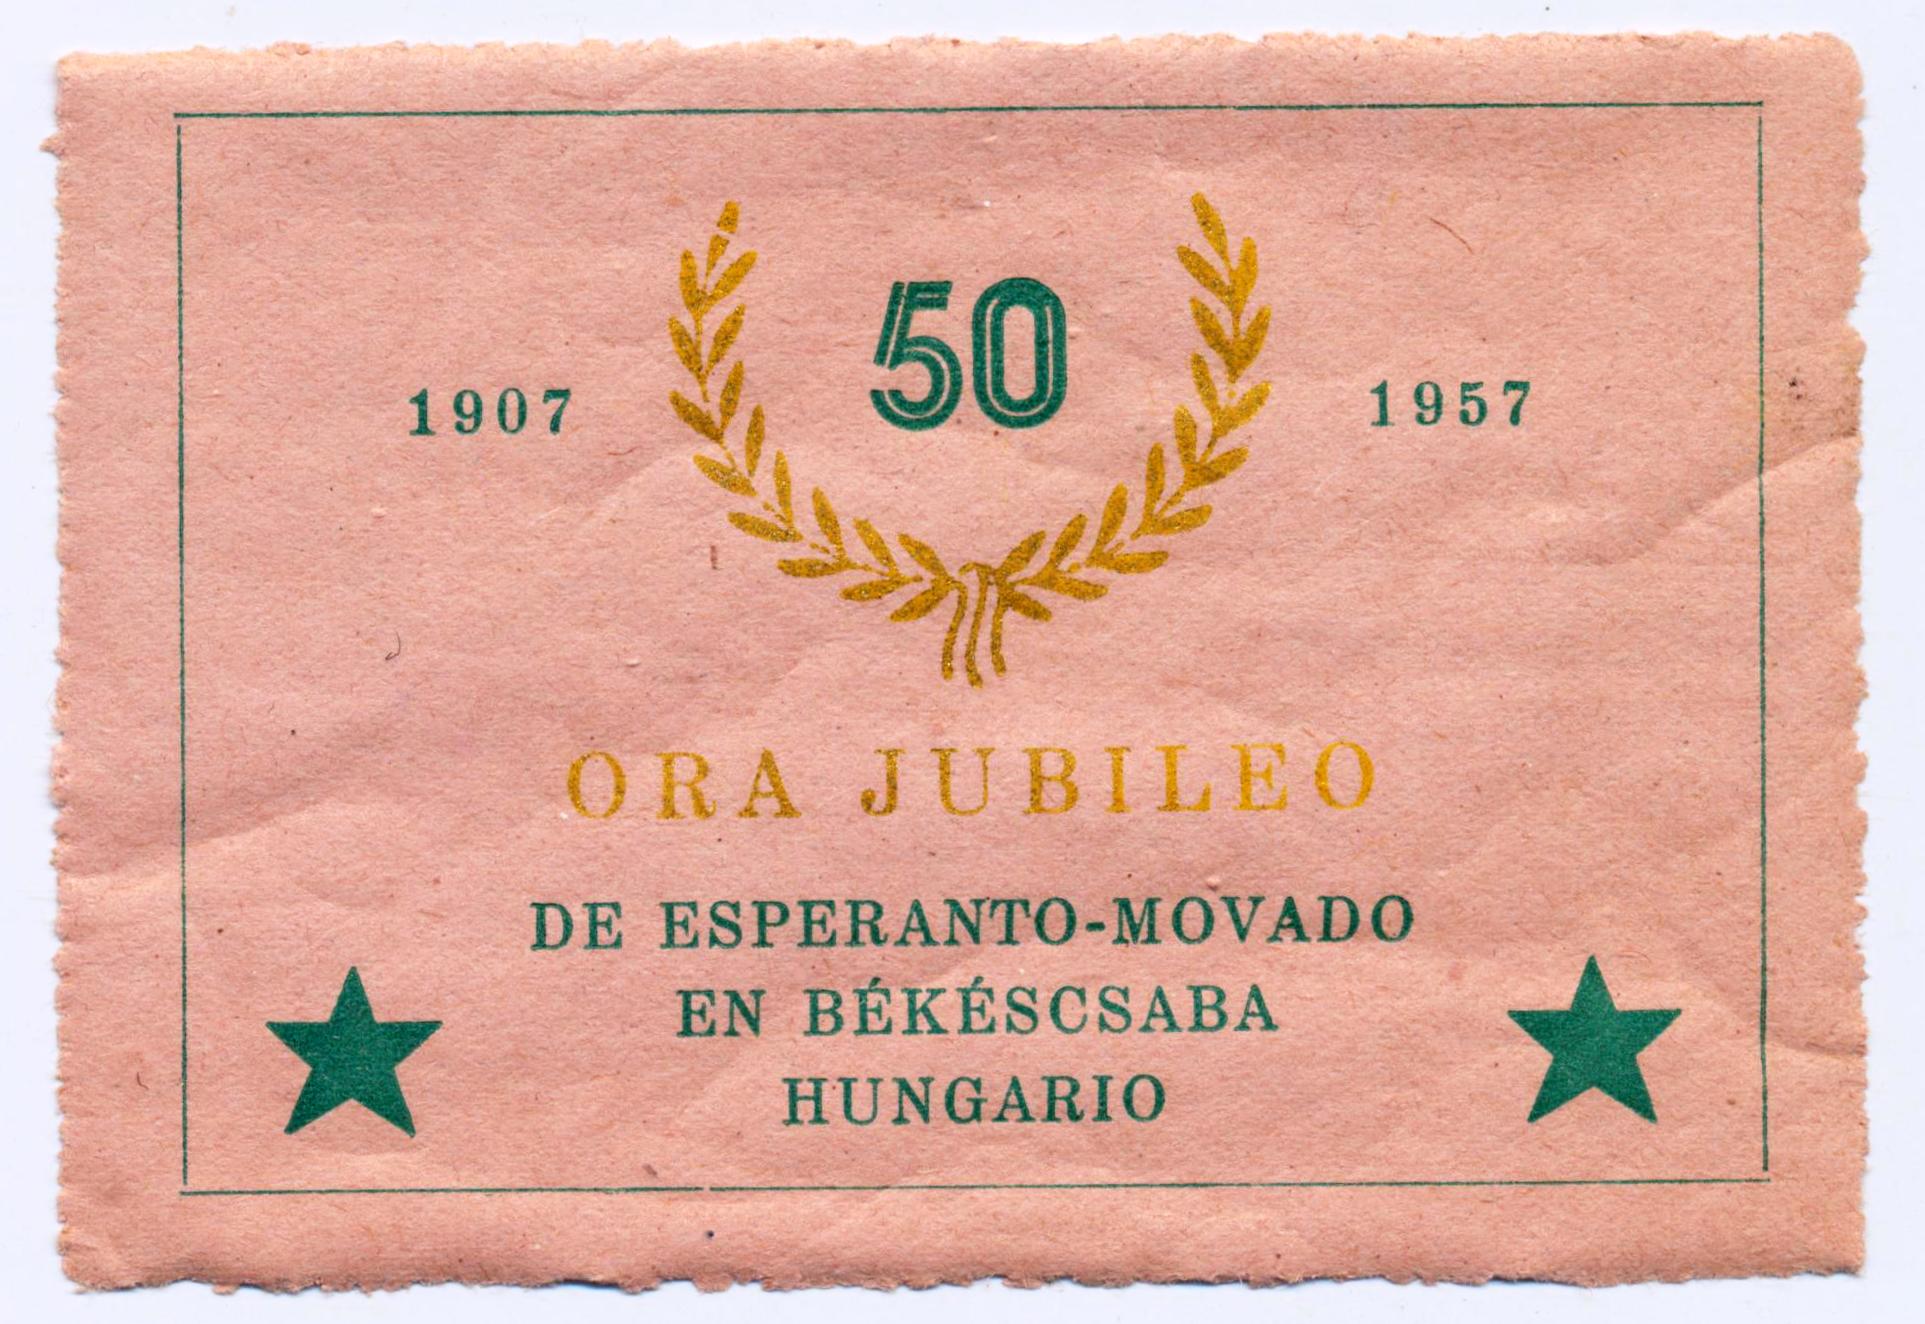 50
1907 1957
ORA JUBILEO
DE ESPERANTO-MOVADO
EN BÉKÉSCSABA
HUNGARIO